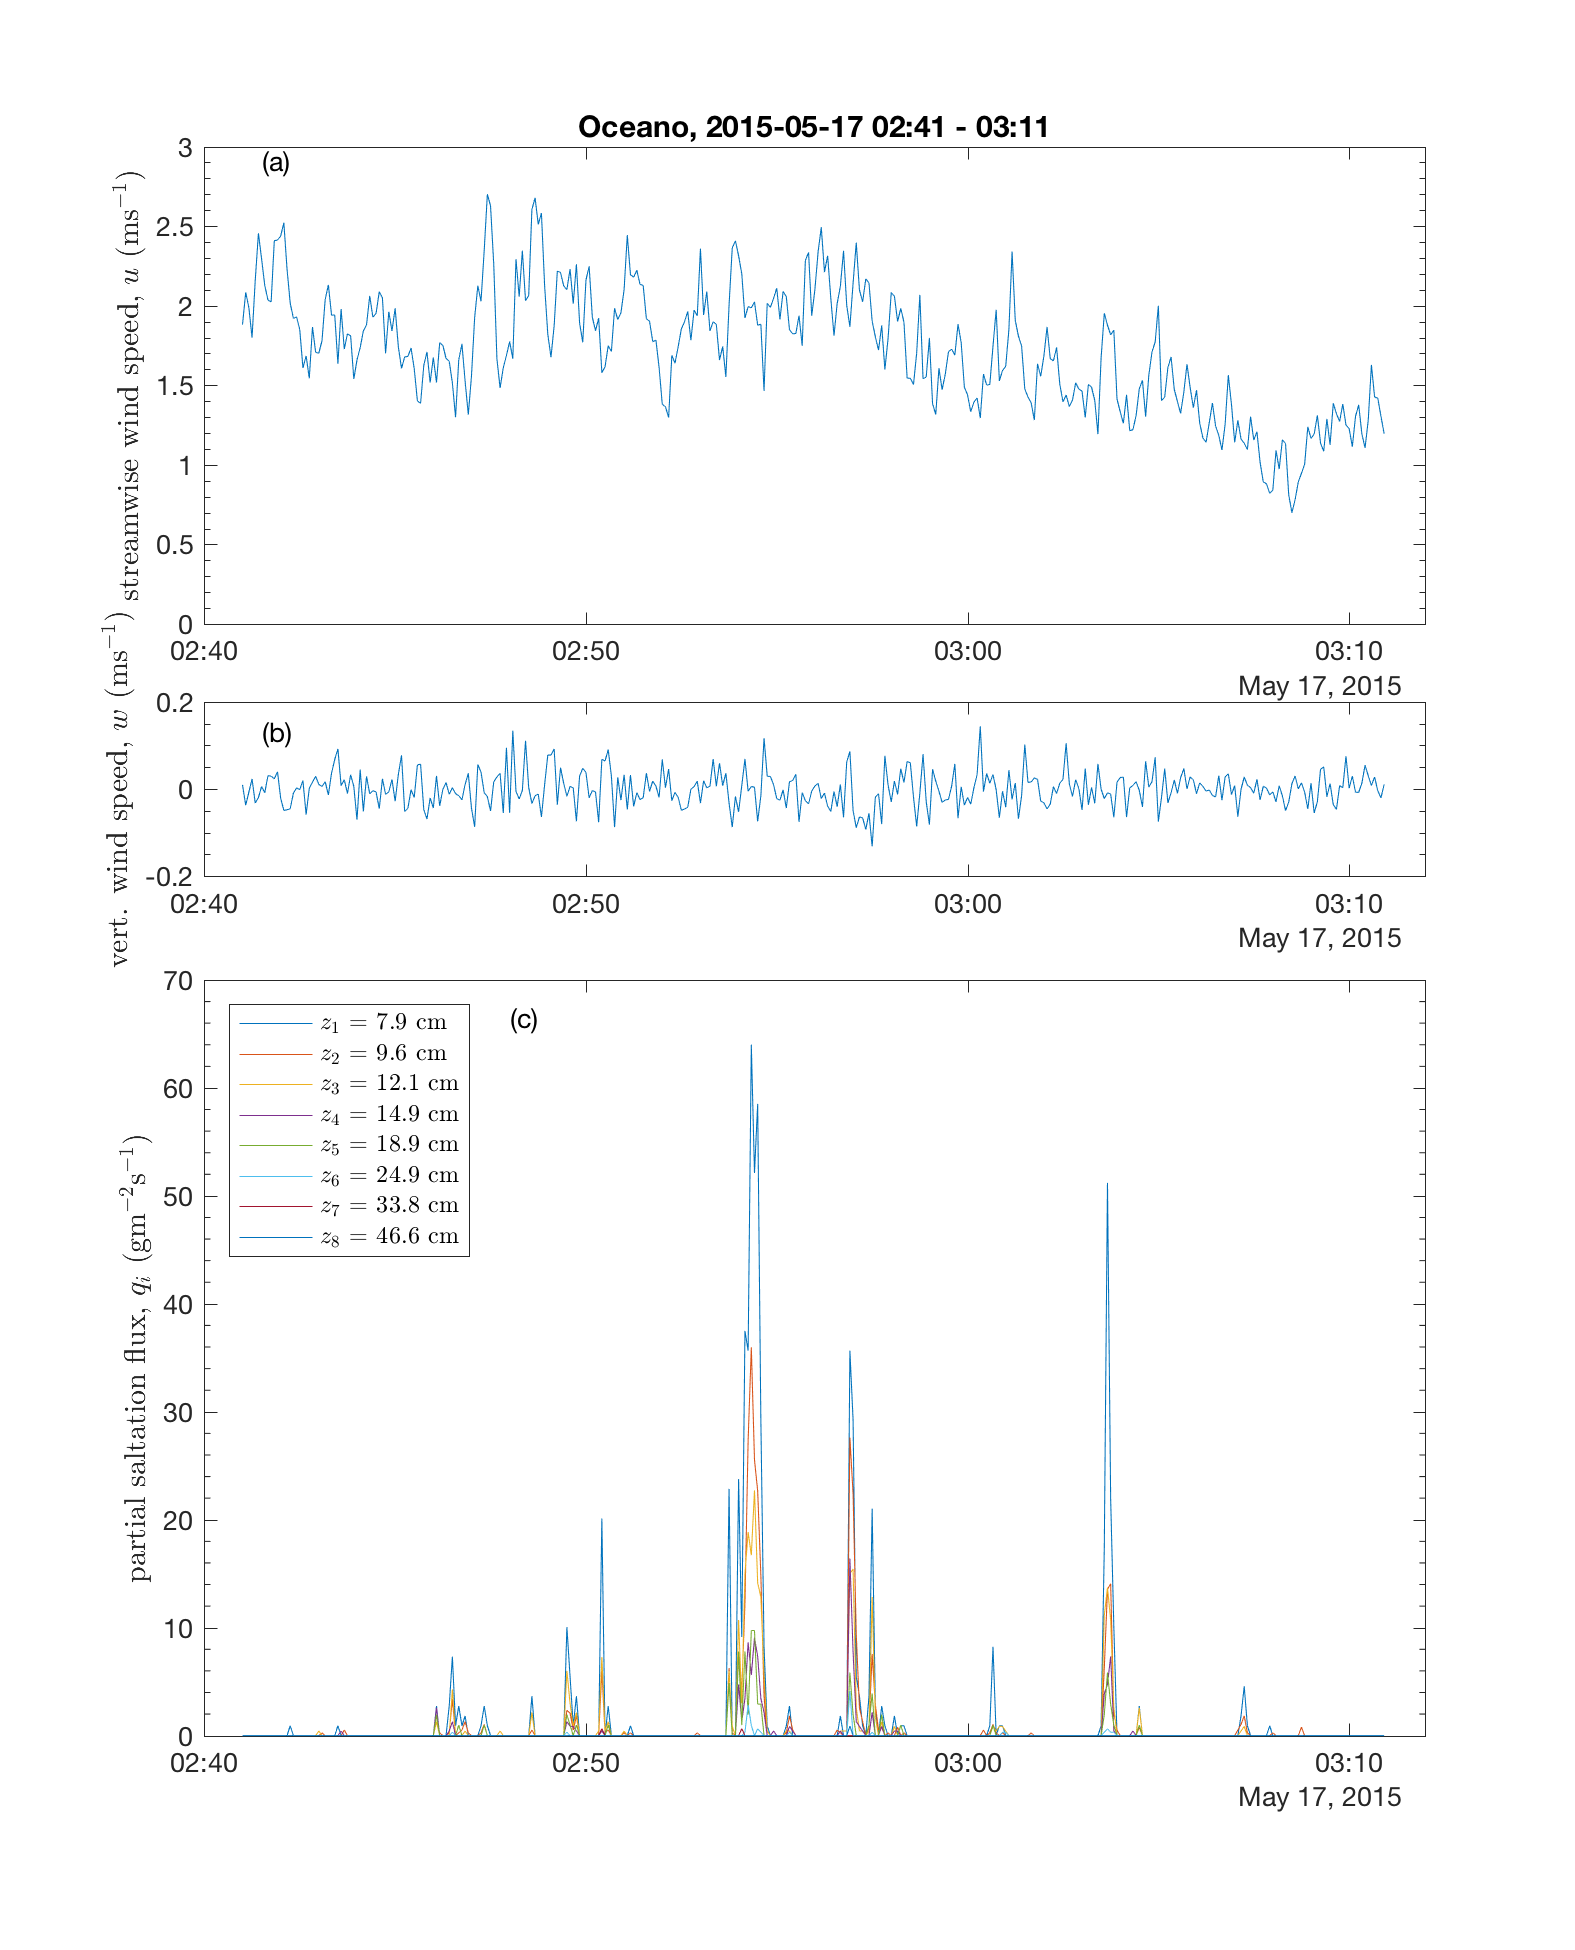 Oceano, 2015-05-17 02:41 - 03:11
(a)
streamwise wind speed, u (ms⁻¹)
3
2.5
2
1.5
1
0.5
0
02:40 02:50 03:00 03:10
May 17, 2015
(b)
vert. wind speed, w (ms⁻¹)
0.2
0
-0.2
02:40 02:50 03:00 03:10
May 17, 2015
(c)
partial saltation flux, qᵢ (gm⁻²s⁻¹)
70
60
50
40
30
20
10
0
z₁ = 7.9 cm
z₂ = 9.6 cm
z₃ = 12.1 cm
z₄ = 14.9 cm
z₅ = 18.9 cm
z₆ = 24.9 cm
z₇ = 33.8 cm
z₈ = 46.6 cm
02:40 02:50 03:00 03:10
May 17, 2015